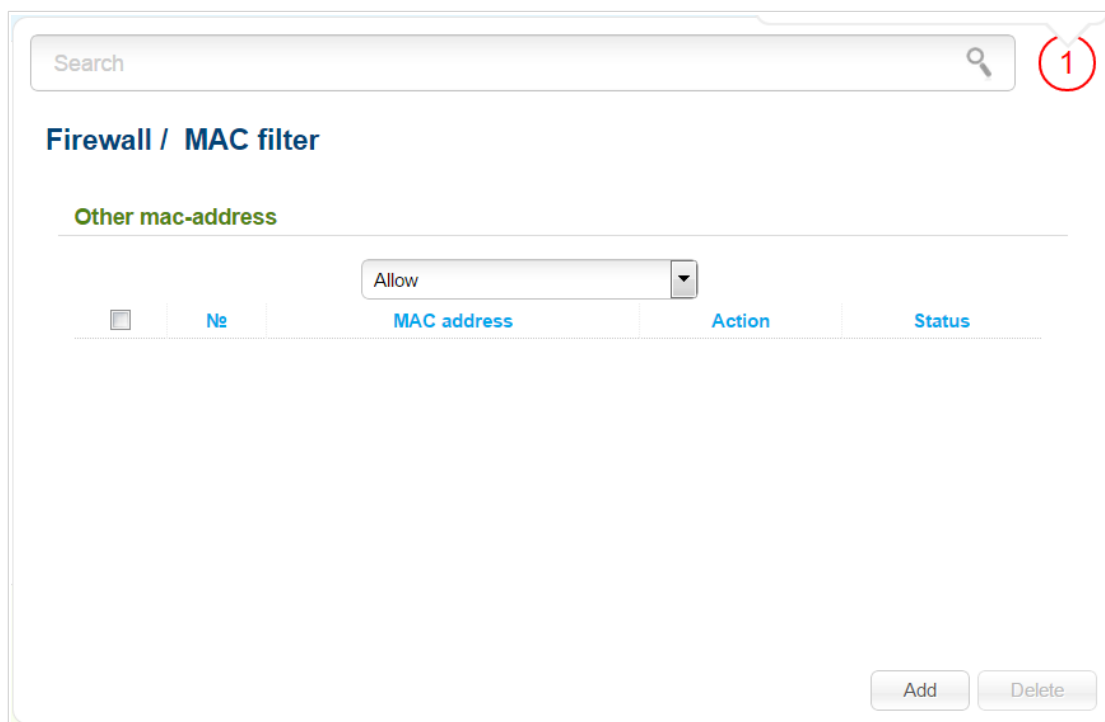 Search
1
Firewall / MAC filter
Other mac-address
Allow
№ MAC address Action Status
Add Delete